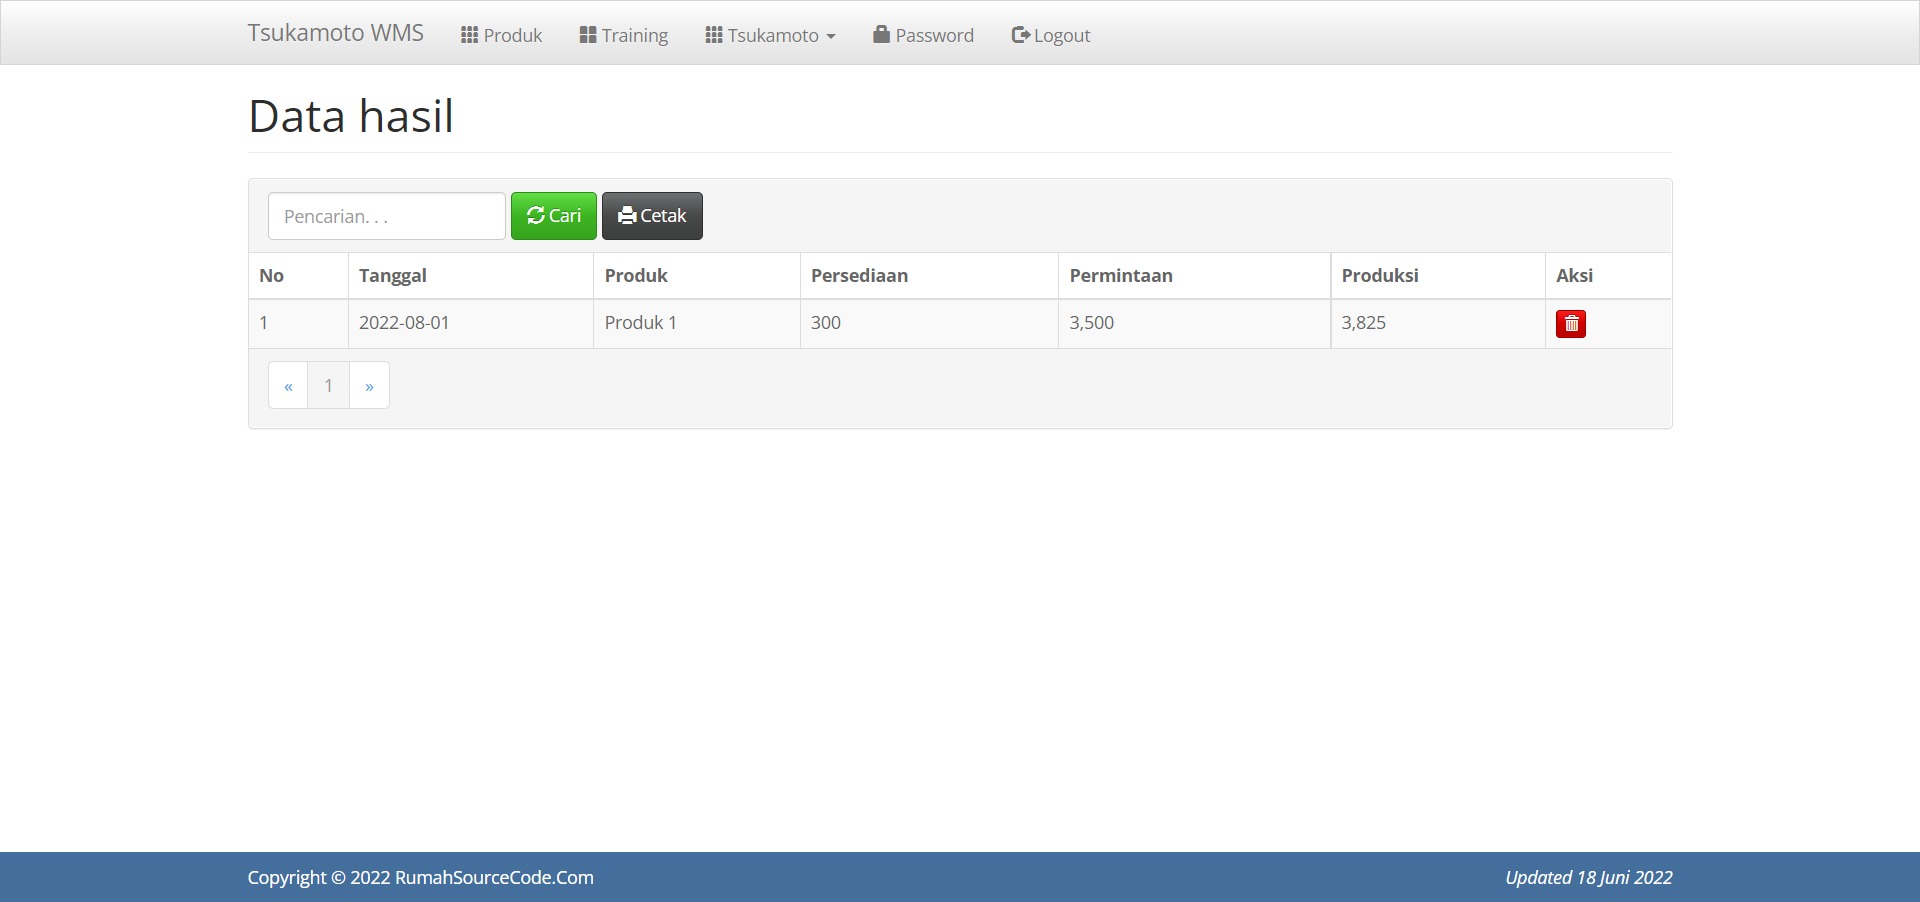 Tsukamoto WMS Produk Training Tsukamoto Password Logout
Data hasil
Pencarian. . . Cari Cetak
No Tanggal Produk Persediaan Permintaan Produksi Aksi
1 2022-08-01 Produk 1 300 3,500 3,825
« 1 »
Copyright © 2022 RumahSourceCode.Com Updated 18 Juni 2022